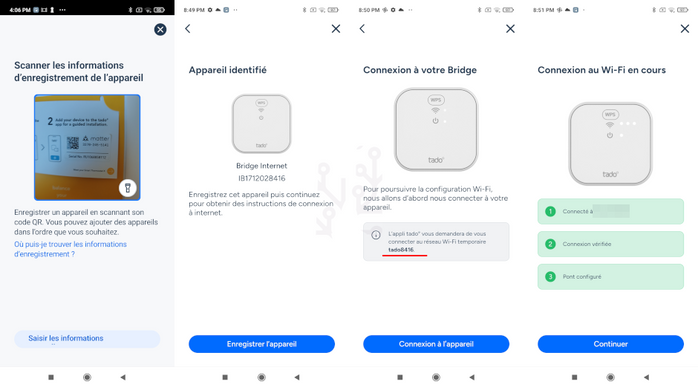 4:06 PM
Scanner les informations
d'enregistrement de l'appareil
2 Add your device to the tado°
app for a guided installation
matter
Enregistrer un appareil en scannant son
code QR. Vous pouvez ajouter des appareils
dans l'ordre que vous souhaitez.
Où puis-je trouver les informations
d'enregistrement ?
Saisir les informations
8:49 PM
Appareil identifié
WPS
Bridge Internet
IB1712028416
Enregistrez cet appareil puis continuez
pour obtenir des instructions de connexion
à internet.
Enregistrer l'appareil
8:50 PM
Connexion à votre Bridge
WPS
tado°
Pour poursuivre la configuration Wi-Fi,
nous allons d'abord nous connecter à votre
appareil.
L'appli tado° vous demandera de vous
connecter au réseau Wi-Fi temporaire
tado8416.
Connexion à l'appareil
8:51 PM
Connexion au Wi-Fi en cours
WPS
tado°
1 Connecté à
2 Connexion vérifiée
3 Pont configuré
Continuer